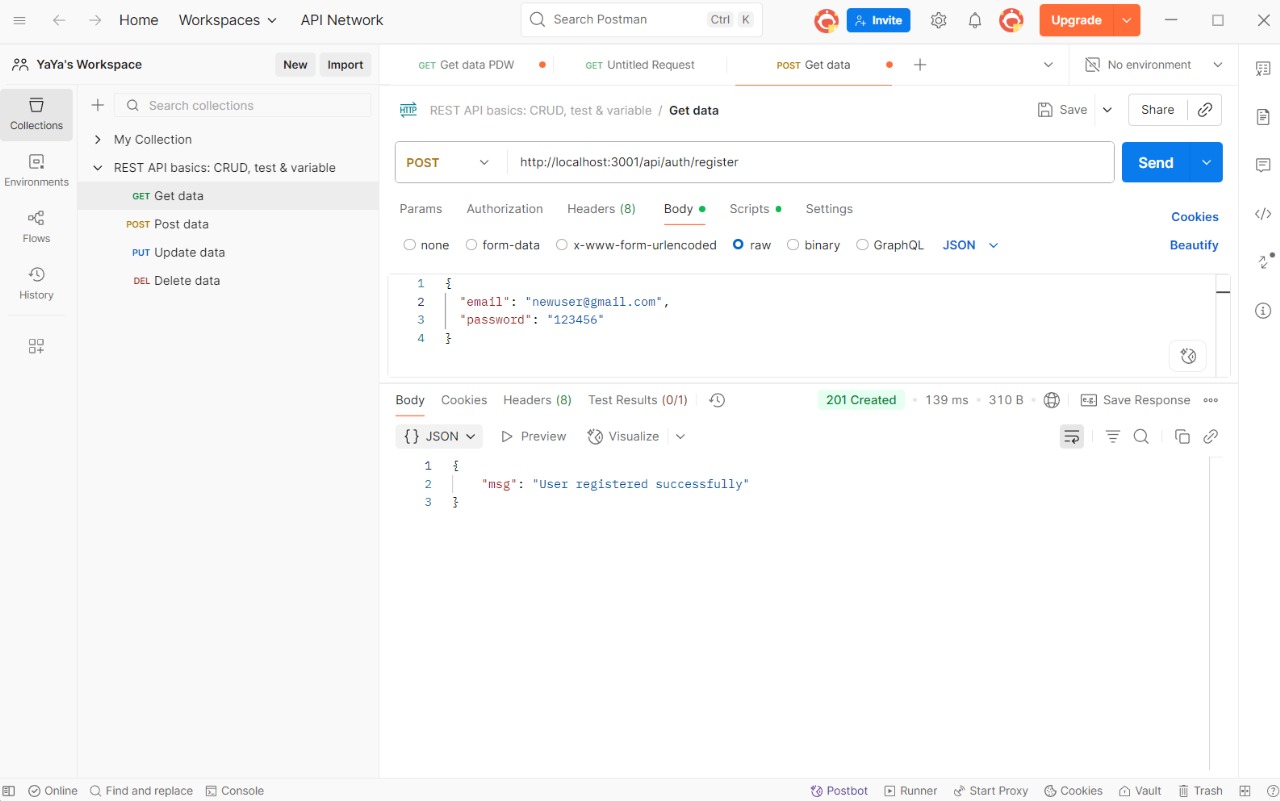 Home Workspaces API Network Search Postman Ctrl K Invite Upgrade
YaYa's Workspace New Import GET Get data PDW GET Untitled Request POST Get data No environment
Collections
Environments
Flows
History
Search collections
My Collection
REST API basics: CRUD, test & variable
GET Get data
POST Post data
PUT Update data
DEL Delete data
HTTP REST API basics: CRUD, test & variable / Get data Save Share
POST http://localhost:3001/api/auth/register Send
Params Authorization Headers (8) Body Scripts Settings Cookies
none form-data x-www-form-urlencoded raw binary GraphQL JSON Beautify
1 {
2 "email": "newuser@gmail.com",
3 "password": "123456"
4 }
Body Cookies Headers (8) Test Results (0/1) 201 Created 139 ms 310 B e.g. Save Response
{} JSON Preview Visualize
1 {
2 "msg": "User registered successfully"
3 }
Online Find and replace Console Postbot Runner Start Proxy Cookies Vault Trash